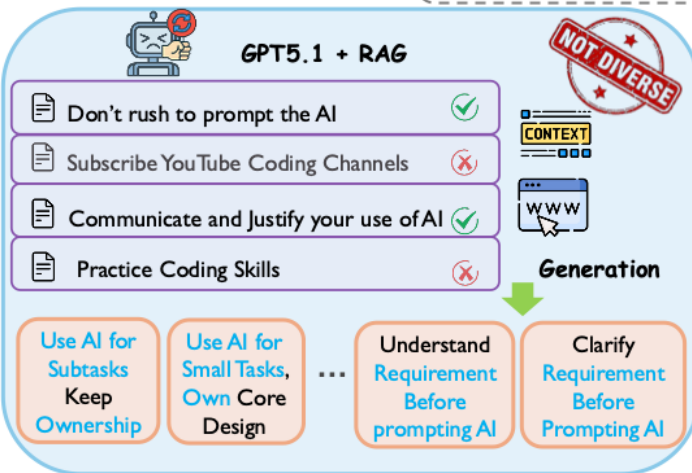 GPT5.1 + RAG
NOT DIVERSE
Don't rush to prompt the AI
CONTEXT
Subscribe YouTube Coding Channels
Communicate and Justify your use of AI
WWW
Practice Coding Skills
Generation
Use AI for
Subtasks
Keep
Ownership
Use AI for
Small Tasks,
Own Core
Design
...
Understand
Requirement
Before
prompting AI
Clarify
Requirement
Before
Prompting AI